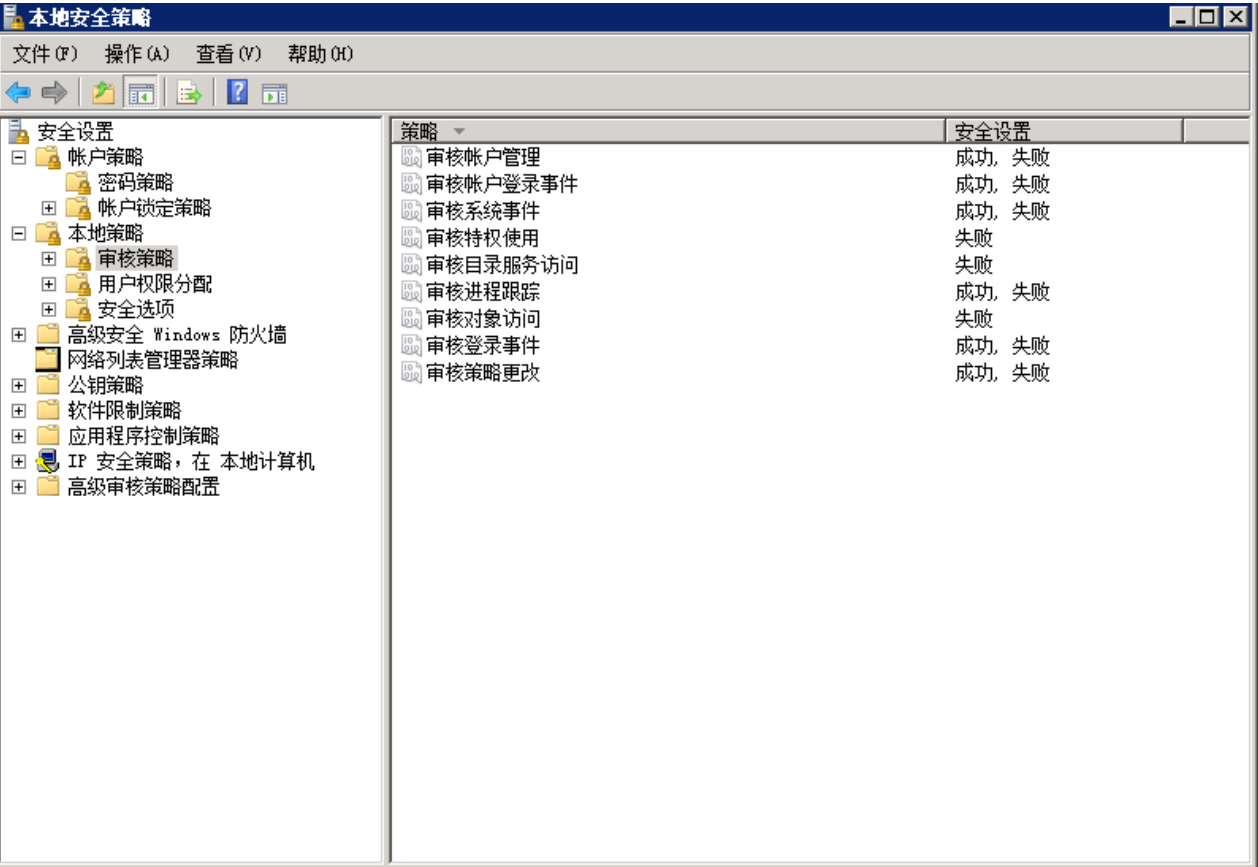 本地安全策略
文件(F) 操作(A) 查看(V) 帮助(H)
安全设置
帐户策略
密码策略
帐户锁定策略
本地策略
审核策略
用户权限分配
安全选项
高级安全 Windows 防火墙
网络列表管理器策略
公钥策略
软件限制策略
应用程序控制策略
IP 安全策略，在 本地计算机
高级审核策略配置
策略 安全设置
审核帐户管理 成功, 失败
审核帐户登录事件 成功, 失败
审核系统事件 成功, 失败
审核特权使用 失败
审核目录服务访问 失败
审核进程跟踪 成功, 失败
审核对象访问 失败
审核登录事件 成功, 失败
审核策略更改 成功, 失败